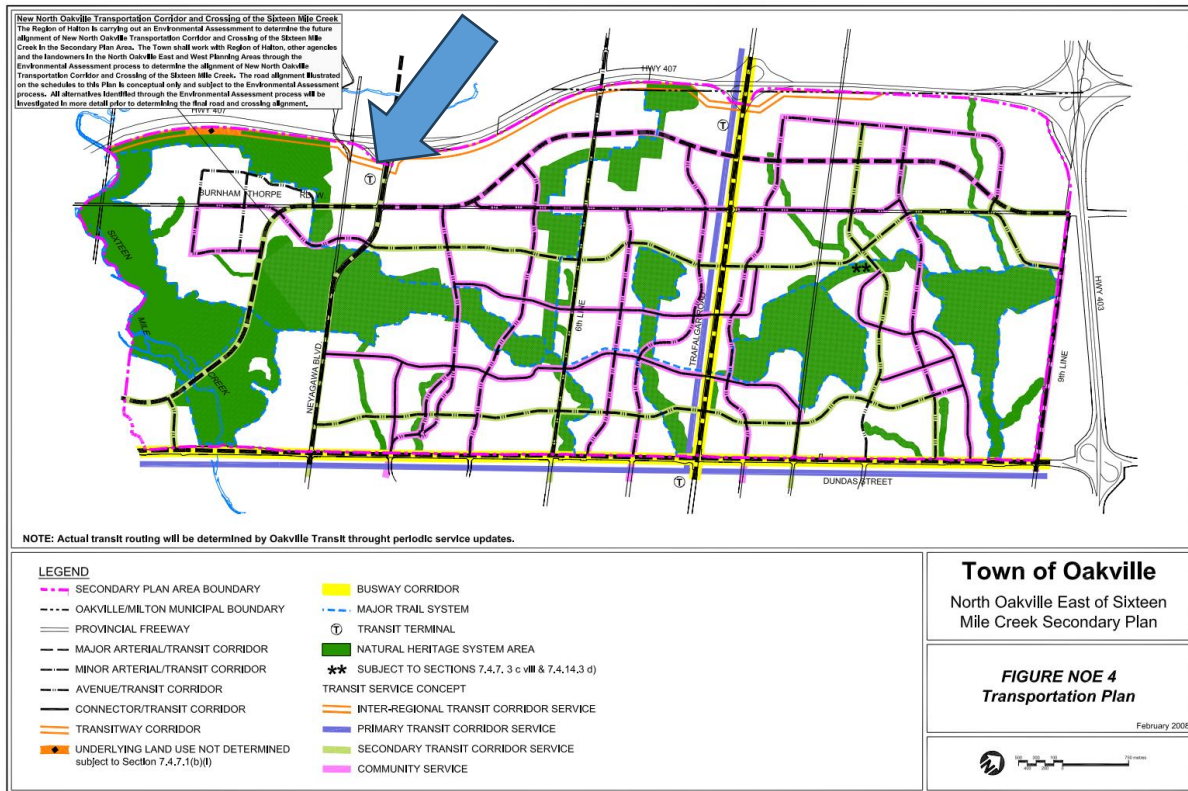 New North Oakville Transportation Corridor and Crossing of the Sixteen Mile Creek
The Region of Halton is carrying out an Environmental Assessmment to determine the future
alignment of New North Oakville Transportation Corridor and Crossing of the Sixteen Mile
Creek in the Secondary Plan Area. The Town shall work with Region of Halton, other agencies
and the landowners in the North Oakville East and West Planning Areas through the
Environmental Assessment process to determine the alignment of New North Oakville
Transportation Corridor and Crossing of the Sixteen Mile Creek. The road alignment illustrated
on the schedules to this Plan is conceptual only and subject to the Environmental Assessment
process. All alternatives identified through the Environmental Assessment process will be
investigated in more detail prior to determining the final road and crossing alignment.
HWY 407
HWY 407
T
T
BURNHAM THORPE RD. W.
SIXTEEN
MILE
CREEK
NEYAGAWA BLVD.
6th LINE
TRAFALGAR ROAD
**
9th LINE
HWY 403
T
DUNDAS STREET
NOTE: Actual transit routing will be determined by Oakville Transit throught periodic service updates.
LEGEND
SECONDARY PLAN AREA BOUNDARY
OAKVILLE/MILTON MUNICIPAL BOUNDARY
PROVINCIAL FREEWAY
MAJOR ARTERIAL/TRANSIT CORRIDOR
MINOR ARTERIAL/TRANSIT CORRIDOR
AVENUE/TRANSIT CORRIDOR
CONNECTOR/TRANSIT CORRIDOR
TRANSITWAY CORRIDOR
UNDERLYING LAND USE NOT DETERMINED
subject to Section 7.4.7.1(b)(i)
BUSWAY CORRIDOR
MAJOR TRAIL SYSTEM
T TRANSIT TERMINAL
NATURAL HERITAGE SYSTEM AREA
** SUBJECT TO SECTIONS 7.4.7. 3 c viii & 7.4.14.3 d)
TRANSIT SERVICE CONCEPT
INTER-REGIONAL TRANSIT CORRIDOR SERVICE
PRIMARY TRANSIT CORRIDOR SERVICE
SECONDARY TRANSIT CORRIDOR SERVICE
COMMUNITY SERVICE
Town of Oakville
North Oakville East of Sixteen
Mile Creek Secondary Plan
FIGURE NOE 4
Transportation Plan
February 2008
N